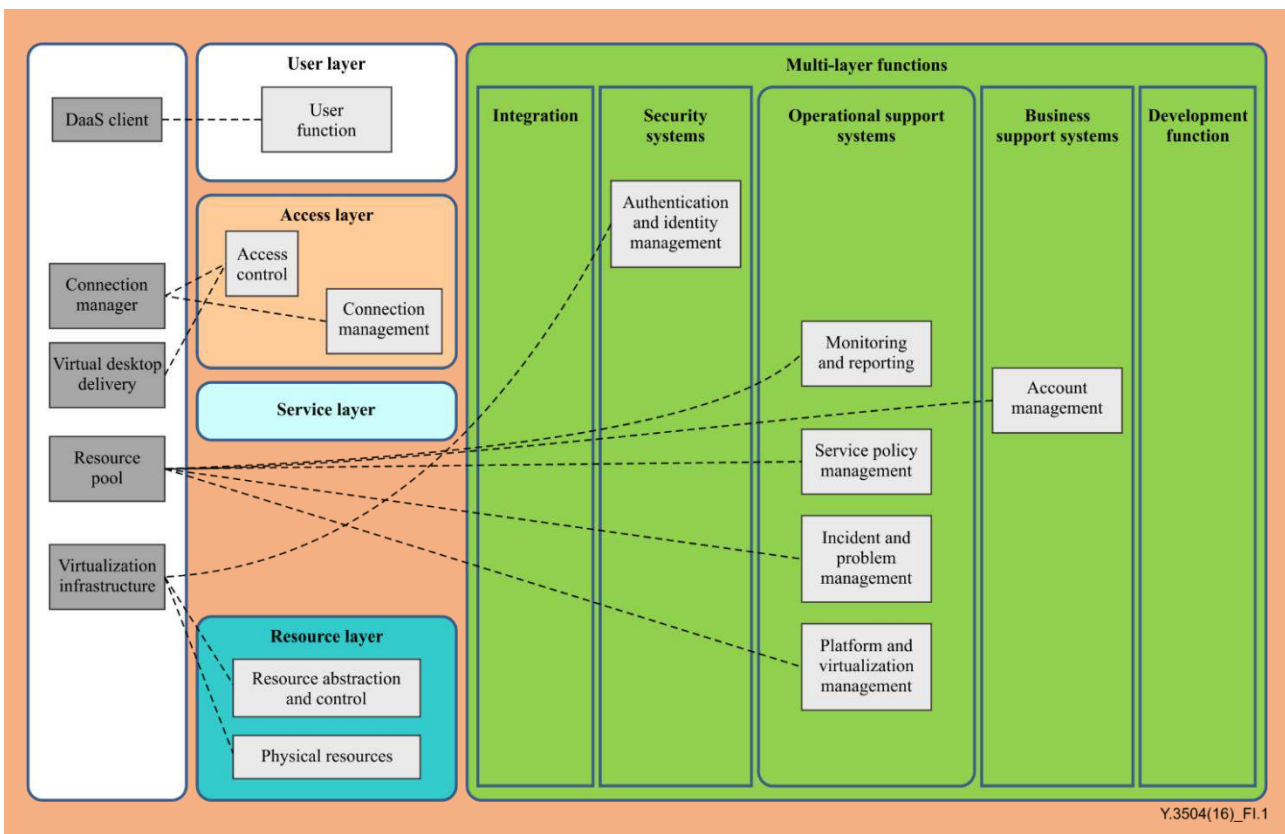 DaaS client
Connection
manager
Virtual desktop
delivery
Resource
pool
Virtualization
infrastructure
User layer
User
function
Access layer
Access
control
Connection
management
Service layer
Resource layer
Resource abstraction
and control
Physical resources
Multi-layer functions
Integration
Security
systems
Authentication
and identity
management
Operational support
systems
Monitoring
and reporting
Service policy
management
Incident and
problem
management
Platform and
virtualization
management
Business
support systems
Account
management
Development
function
Y.3504(16)_FI.1